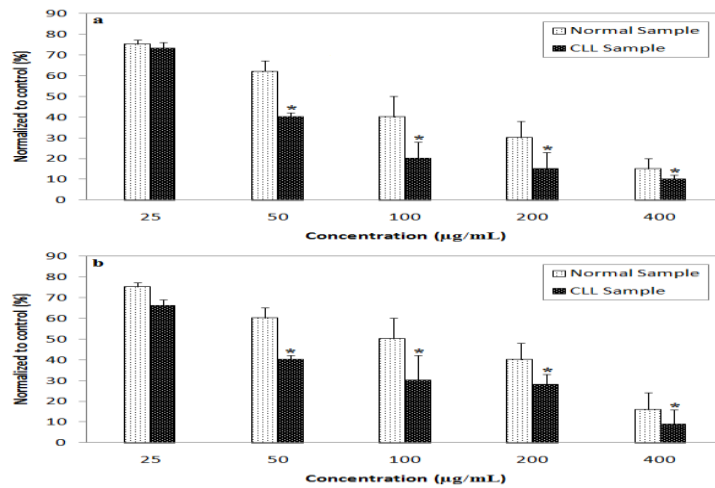 a
Normal Sample
CLL Sample
Normalized to control (%)
90
80
70
60
50
40
30
20
10
0
*
*
*
*
25 50 100 200 400
Concentration (µg/mL)
b
Normal Sample
CLL Sample
Normalized to control (%)
90
80
70
60
50
40
30
20
10
0
*
*
*
*
25 50 100 200 400
Concentration (µg/mL)